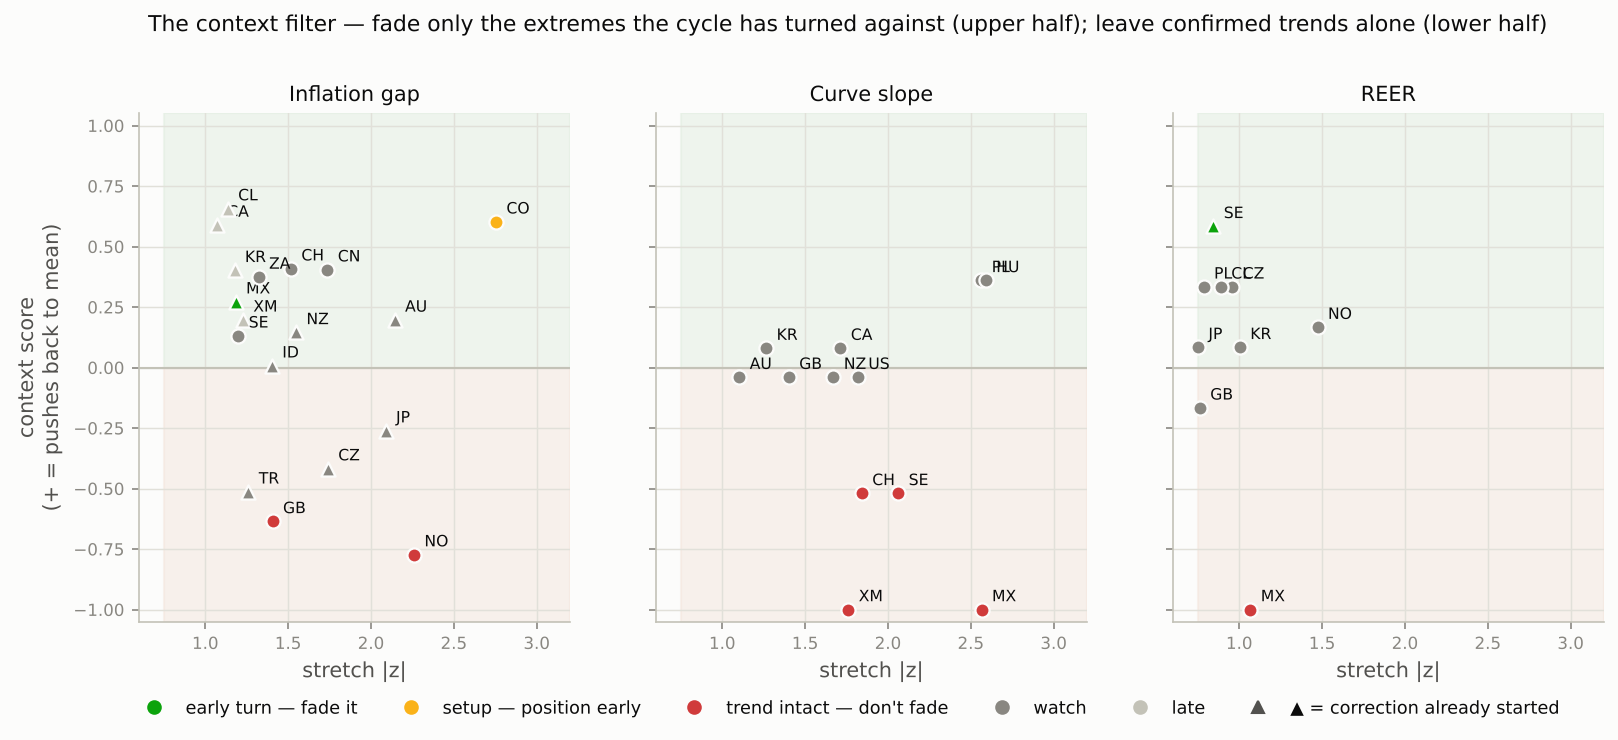 The context filter — fade only the extremes the cycle has turned against (upper half); leave confirmed trends alone (lower half)
Inflation gap
Curve slope
REER
context score
(+ = pushes back to mean)
1.00
0.75
0.50
0.25
0.00
−0.25
−0.50
−0.75
−1.00
CL
CA
CO
KR
ZA
CH
CN
MX
XM
SE
NZ
AU
ID
JP
CZ
TR
GB
NO
HU
KR
CA
AU
GB
NZ
US
CH
SE
XM
MX
SE
PL
CZ
NO
JP
KR
GB
MX
1.0 1.5 2.0 2.5 3.0
1.0 1.5 2.0 2.5 3.0
1.0 1.5 2.0 2.5 3.0
stretch |z|
stretch |z|
stretch |z|
early turn — fade it
setup — position early
trend intact — don't fade
watch
late
▲ = correction already started